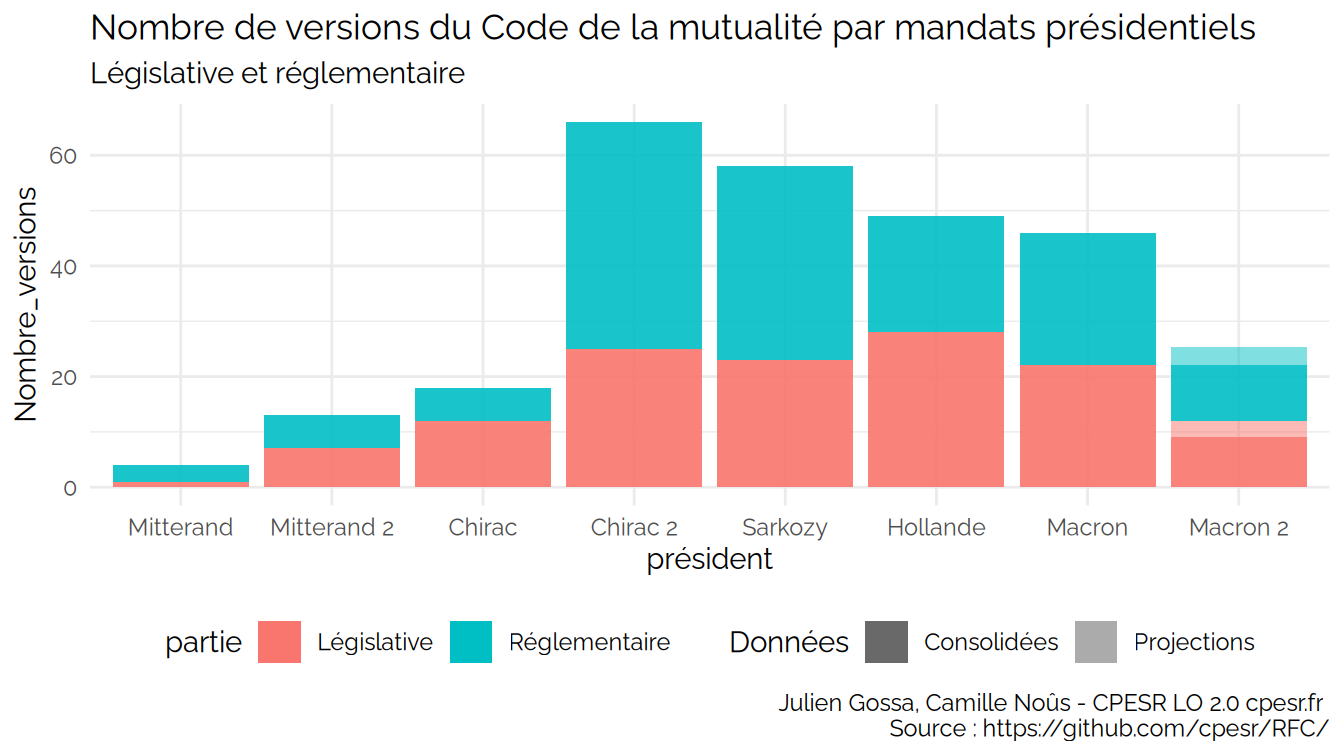 Nombre de versions du Code de la mutualité par mandats présidentiels
Législative et réglementaire
Nombre_versions
60
40
20
0
Mitterand Mitterand 2 Chirac Chirac 2 Sarkozy Hollande Macron Macron 2
président
partie Législative Réglementaire Données Consolidées Projections
Julien Gossa, Camille Noûs - CPESR LO 2.0 cpesr.fr
Source : https://github.com/cpesr/RFC/